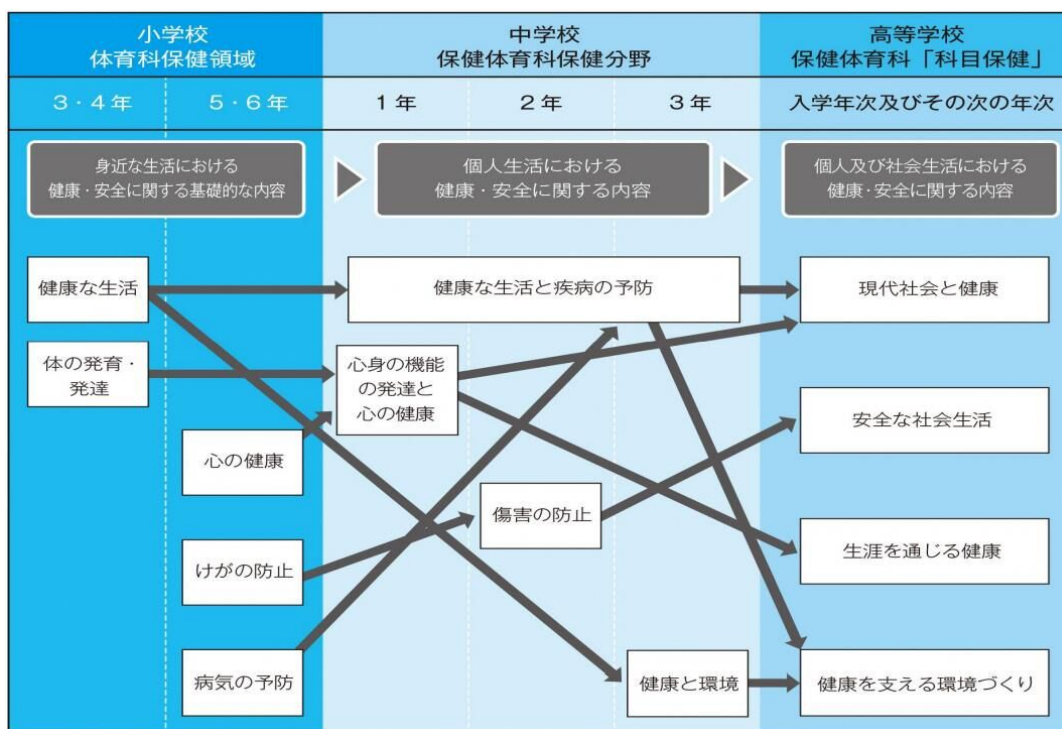 小学校
体育科保健領域
中学校
保健体育科保健分野
高等学校
保健体育科「科目保健」
3・4年
5・6年
1年
2年
3年
入学年次及びその次の年次
身近な生活における
健康・安全に関する基礎的な内容
個人生活における
健康・安全に関する内容
個人及び社会生活における
健康・安全に関する内容
健康な生活
健康な生活と疾病の予防
現代社会と健康
体の発育・
発達
心身の機能
の発達と
心の健康
安全な社会生活
心の健康
傷害の防止
生涯を通じる健康
けがの防止
病気の予防
健康と環境
健康を支える環境づくり